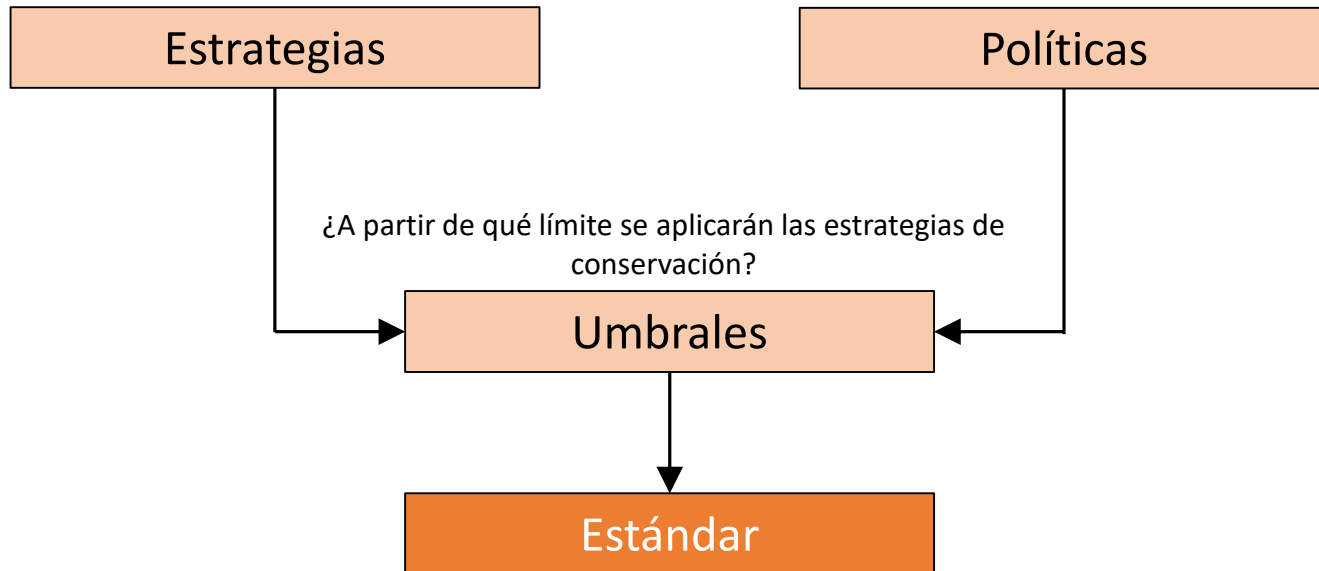 Estrategias
Políticas
¿A partir de qué límite se aplicarán las estrategias de
conservación?
Umbrales
Estándar